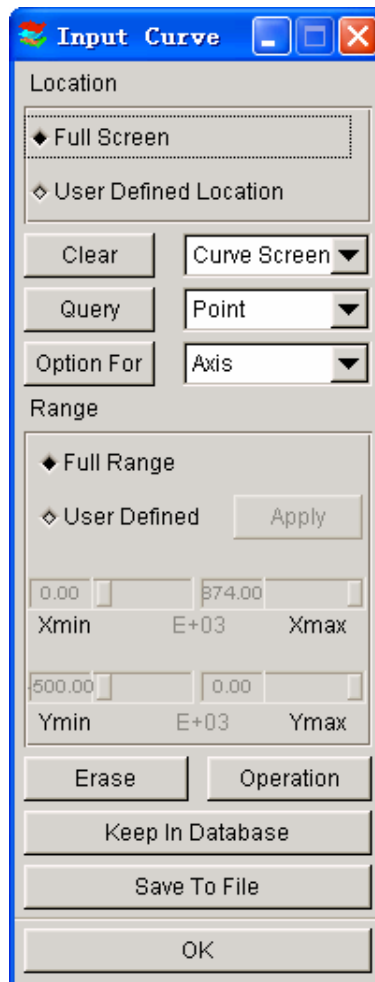 Input Curve
Location
Full Screen
User Defined Location
Clear Curve Screen
Query Point
Option For Axis
Range
Full Range
User Defined Apply
0.00 874.00
Xmin E+03 Xmax
-500.00 0.00
Ymin E+03 Ymax
Erase Operation
Keep In Database
Save To File
OK